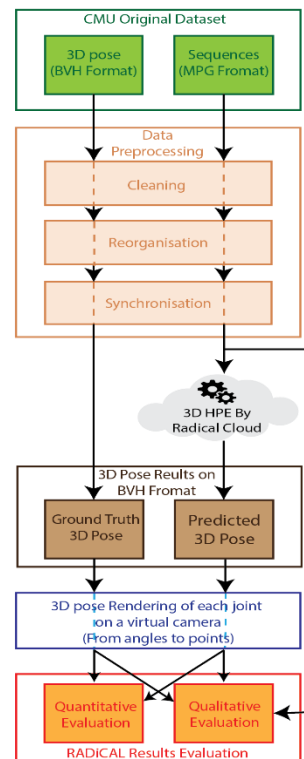 CMU Original Dataset
3D pose
(BVH Format)
Sequences
(MPG Fromat)
Data
Preprocessing
Cleaning
Reorganisation
Synchronisation
3D HPE By
Radical Cloud
3D Pose Reults on
BVH Fromat
Ground Truth
3D Pose
Predicted
3D Pose
3D pose Rendering of each joint
on a virtual camera
(From angles to points)
Quantitative
Evaluation
Qualitative
Evaluation
RADiCAL Results Evaluation